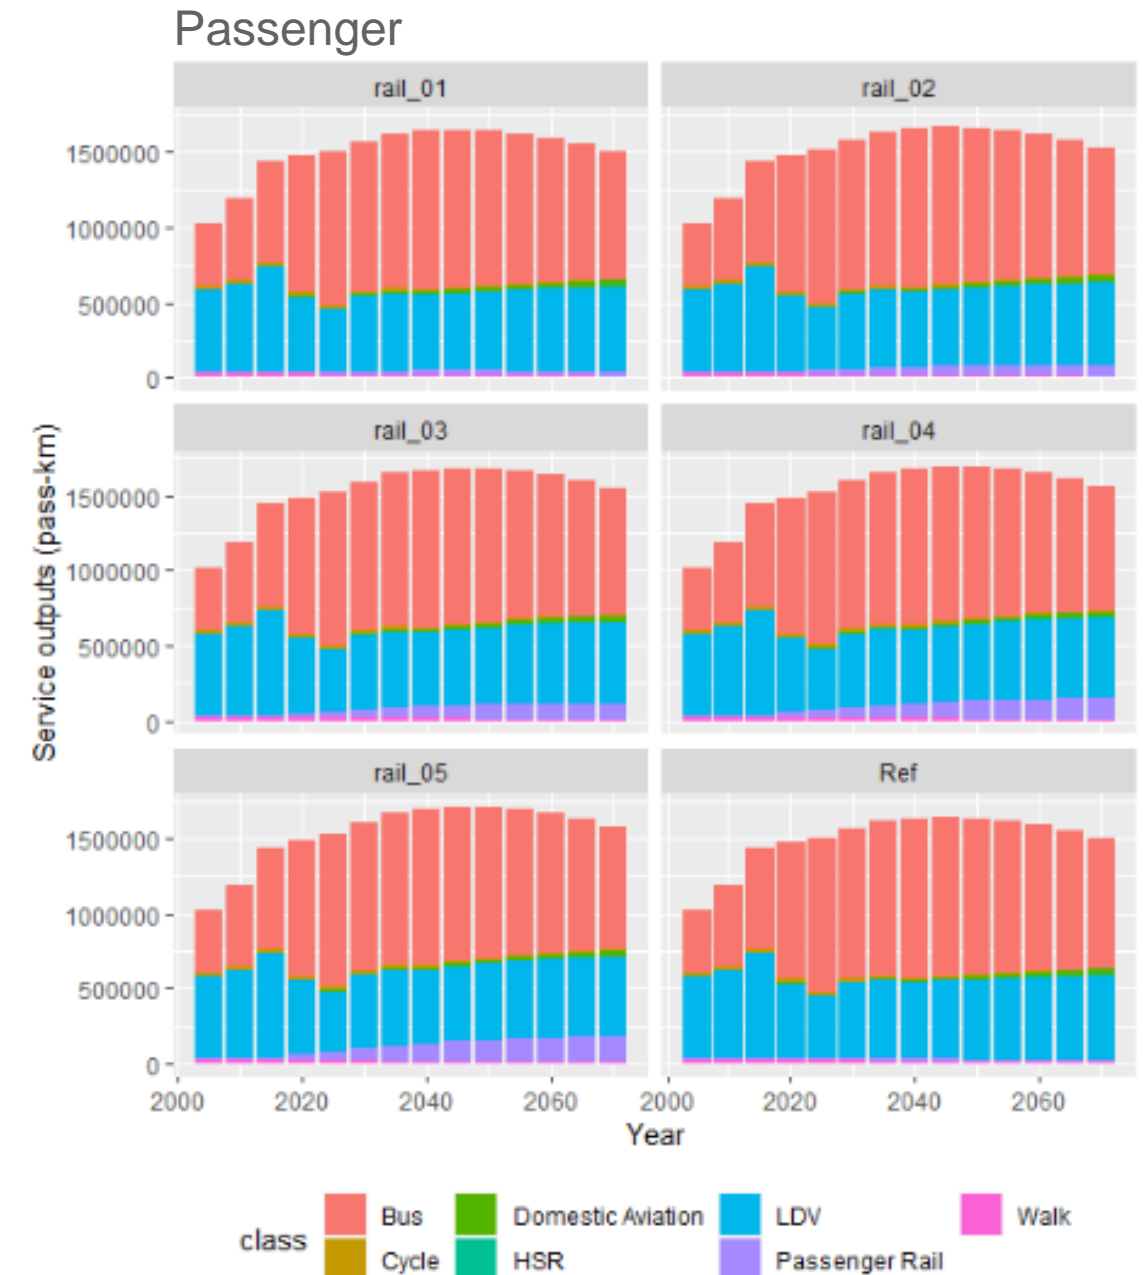 Passenger
rail_01
rail_02
1500000
1000000
500000
0
rail_03
rail_04
1500000
1000000
500000
0
Service outputs (pass-km)
rail_05
Ref
1500000
1000000
500000
0
2000 2020 2040 2060 2000 2020 2040 2060
Year
class
Bus Domestic Aviation LDV Walk
Cycle HSR Passenger Rail